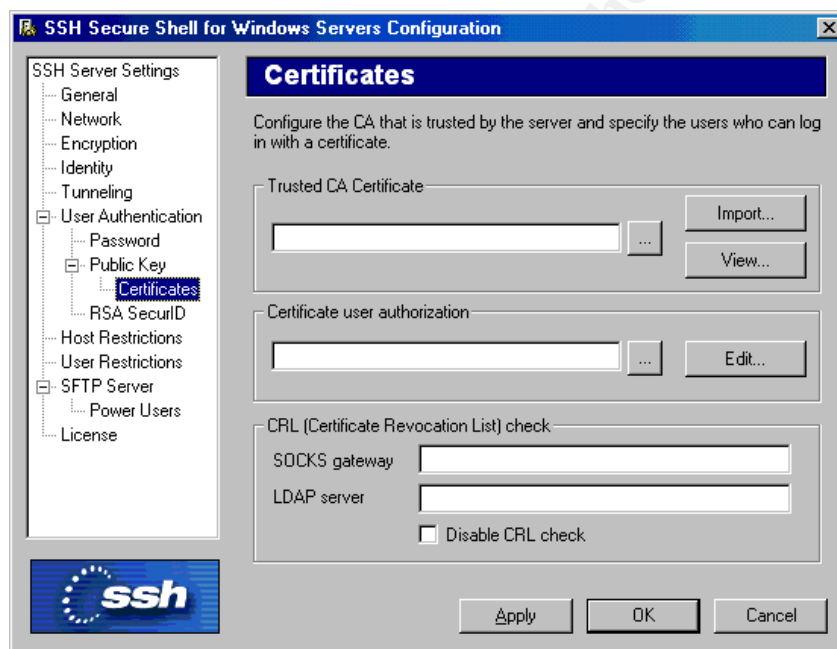 SSH Secure Shell for Windows Servers Configuration
SSH Server Settings
General
Network
Encryption
Identity
Tunneling
User Authentication
Password
Public Key
Certificates
RSA SecurID
Host Restrictions
User Restrictions
SFTP Server
Power Users
License
ssh
Certificates
Configure the CA that is trusted by the server and specify the users who can log
in with a certificate.
Trusted CA Certificate
...
Import...
View...
Certificate user authorization
...
Edit...
CRL (Certificate Revocation List) check
SOCKS gateway
LDAP server
Disable CRL check
Apply
OK
Cancel